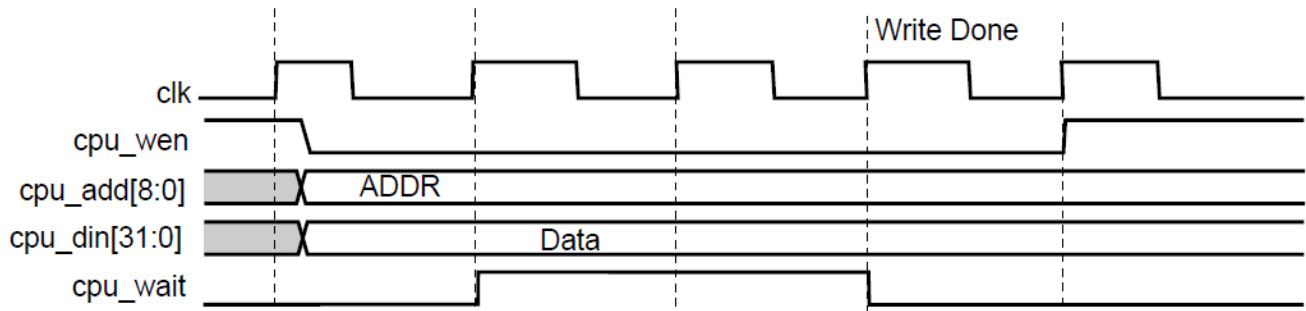 Write Done
clk
cpu_wen
cpu_add[8:0]
ADDR
cpu_din[31:0]
Data
cpu_wait